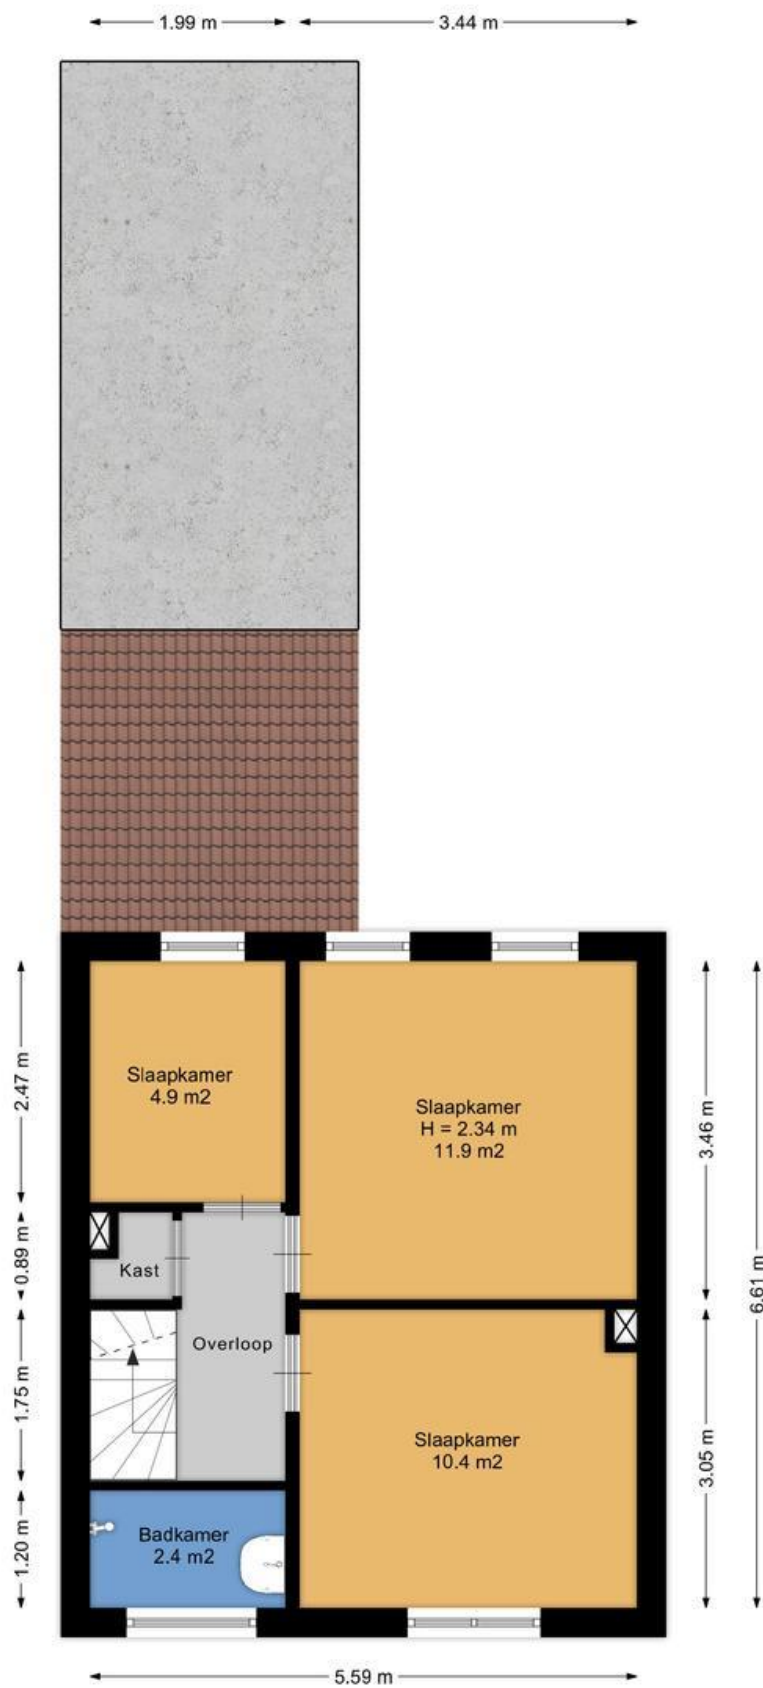 1.99 m
3.44 m
2.47 m
0.89 m
1.75 m
1.20 m
Slaapkamer
4.9 m2
Slaapkamer
H = 2.34 m
11.9 m2
Kast
Overloop
Slaapkamer
10.4 m2
Badkamer
2.4 m2
3.46 m
3.05 m
6.61 m
5.59 m